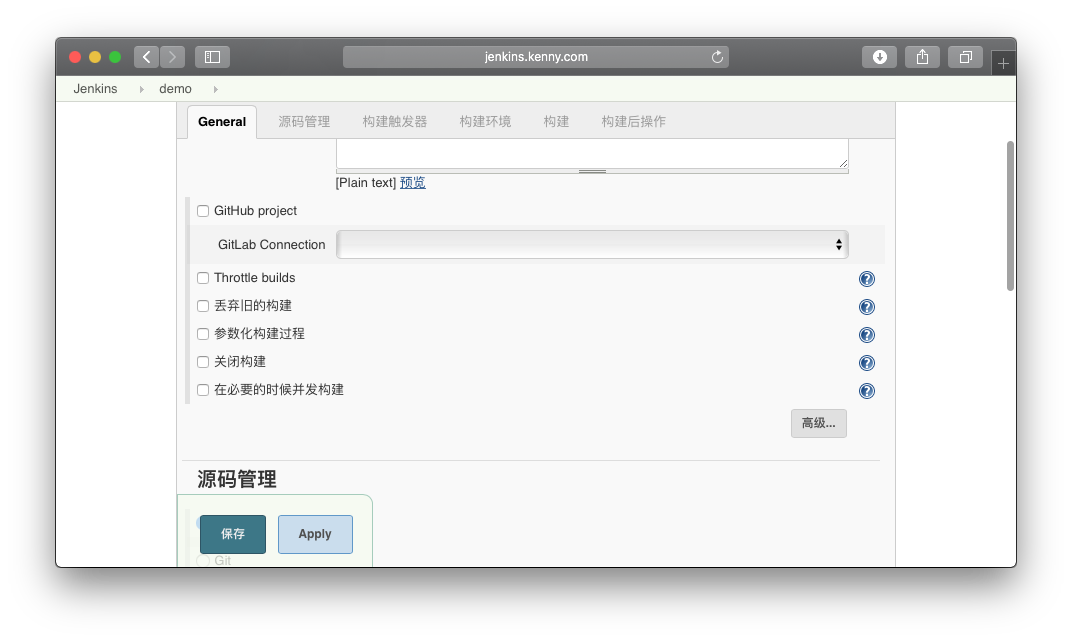 jenkins.kenny.com
Jenkins demo
General 源码管理 构建触发器 构建环境 构建 构建后操作
[Plain text] 预览
GitHub project
GitLab Connection
Throttle builds
丢弃旧的构建
参数化构建过程
关闭构建
在必要的时候并发构建
高级...
源码管理
保存 Apply
Git